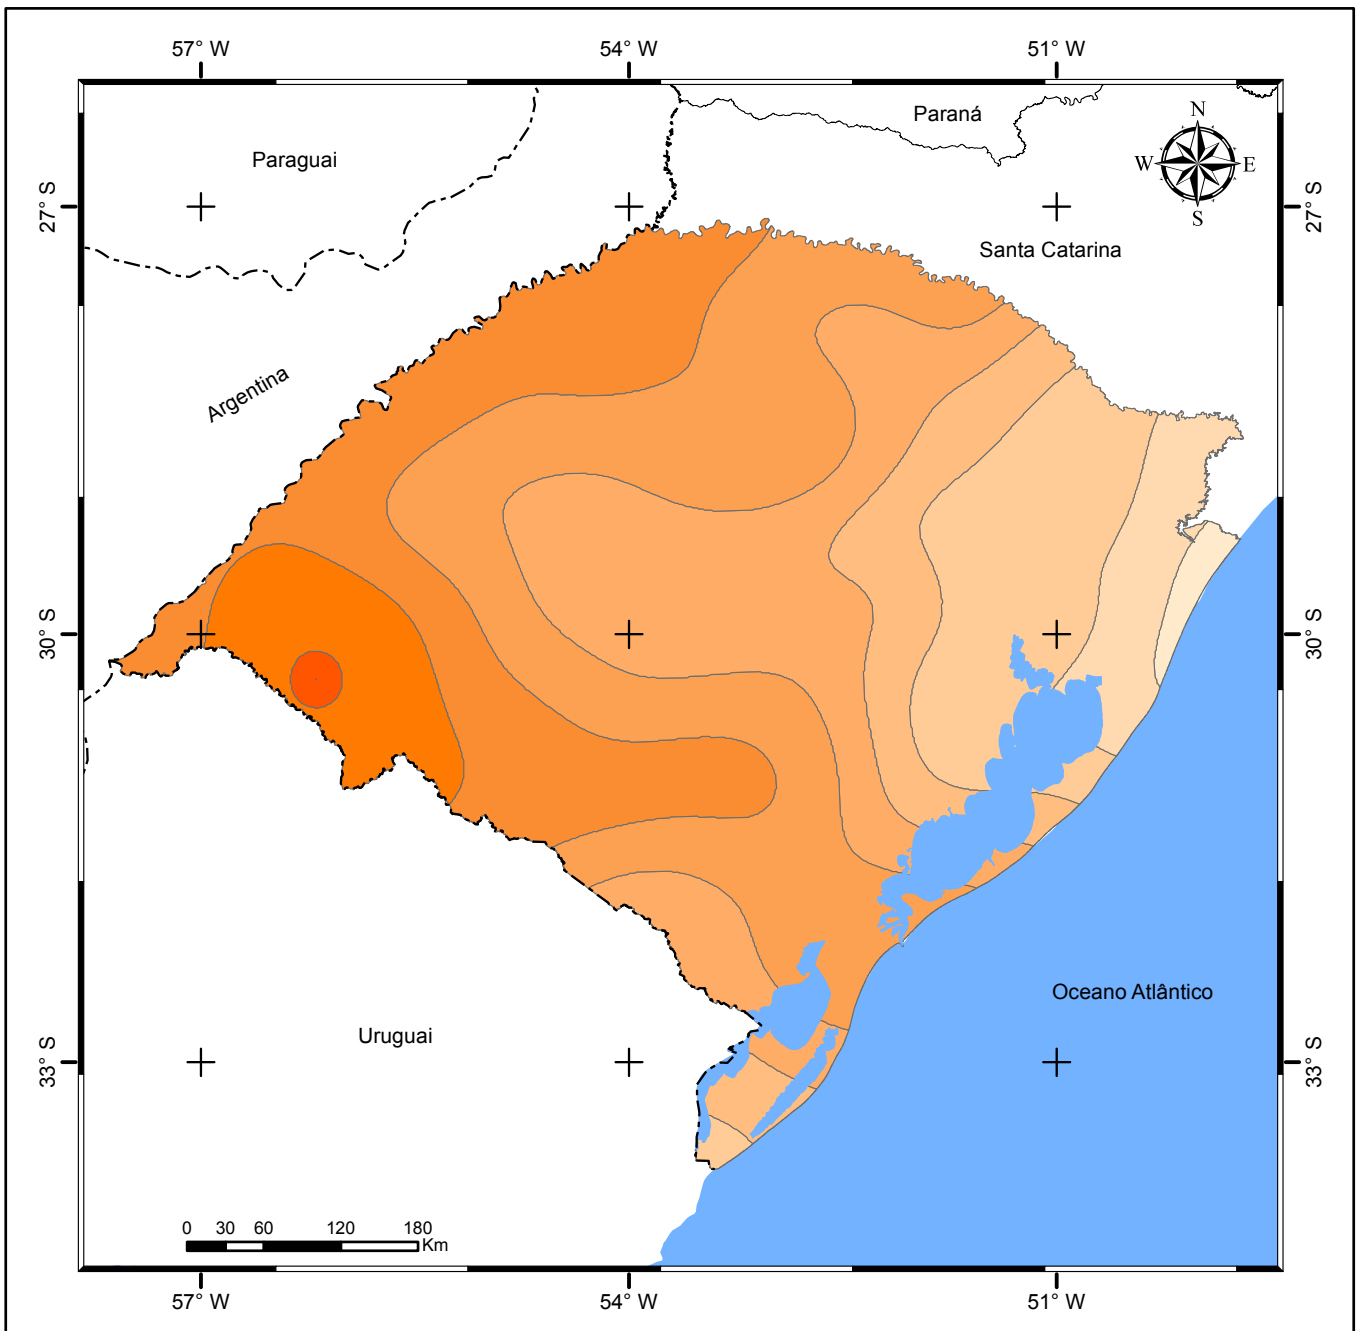 57° W 54° W 51° W
Paraná
N
Paraguai
W E
S
27° S 27° S
Santa Catarina
Argentina
30° S 30° S
Oceano Atlântico
Uruguai
33° S 33° S
0 30 60 120 180
Km
57° W 54° W 51° W